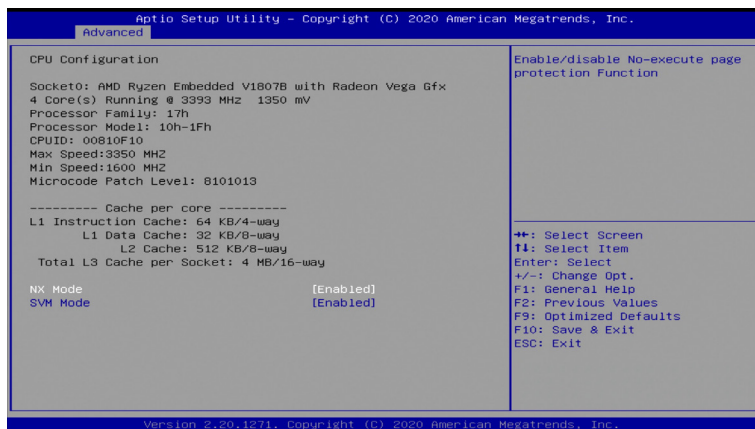 Aptio Setup Utility – Copyright (C) 2020 American Megatrends, Inc.
Advanced
CPU Configuration
Socket0: AMD Ryzen Embedded V1807B with Radeon Vega Gfx
4 Core(s) Running @ 3393 MHz 1350 mV
Processor Family: 17h
Processor Model: 10h-1Fh
CPUID: 00810F10
Max Speed:3350 MHZ
Min Speed:1600 MHZ
Microcode Patch Level: 8101013
--------- Cache per core ---------
L1 Instruction Cache: 64 KB/4-way
L1 Data Cache: 32 KB/8-way
L2 Cache: 512 KB/8-way
Total L3 Cache per Socket: 4 MB/16-way
NX Mode [Enabled]
SVM Mode [Enabled]
Enable/disable No-execute page
protection Function
→←: Select Screen
↑↓: Select Item
Enter: Select
+/-: Change Opt.
F1: General Help
F2: Previous Values
F9: Optimized Defaults
F10: Save & Exit
ESC: Exit
Version 2.20.1271. Copyright (C) 2020 American Megatrends, Inc.